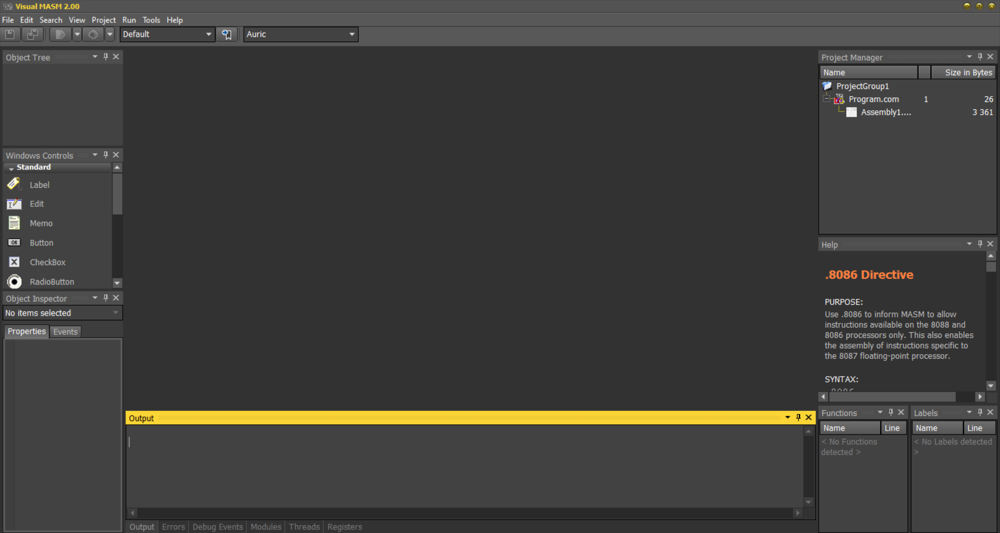 Visual MASM 2.00
File Edit Search View Project Run Tools Help
Default Auric
Object Tree
Windows Controls
Standard
Label
Edit
Memo
OK Button
CheckBox
RadioButton
Object Inspector
No items selected
Properties Events
Output
Output Errors Debug Events Modules Threads Registers
Project Manager
Name Size in Bytes
ProjectGroup1
Program.com 1 26
Assembly1.... 3 361
Help
.8086 Directive
PURPOSE:
Use .8086 to inform MASM to allow
instructions available on the 8088 and
8086 processors only. This also enables
the assembly of instructions specific to
the 8087 floating-point processor.
SYNTAX:
.8086
Functions
Name Line
< No Functions
detected >
Labels
Name Line
< No Labels detected
>